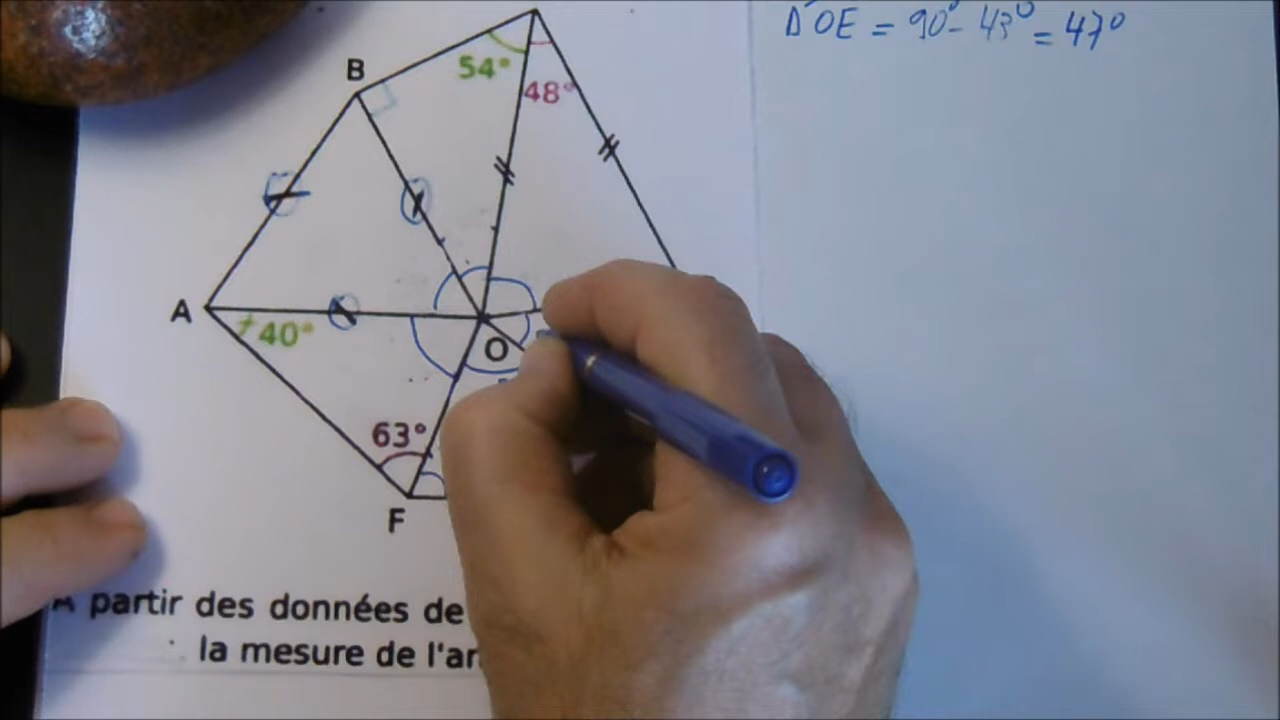 D̂OE = 90° - 43° = 47°
B
54°
48°
A
40°
O
63°
F
A partir des données de
la mesure de l'an